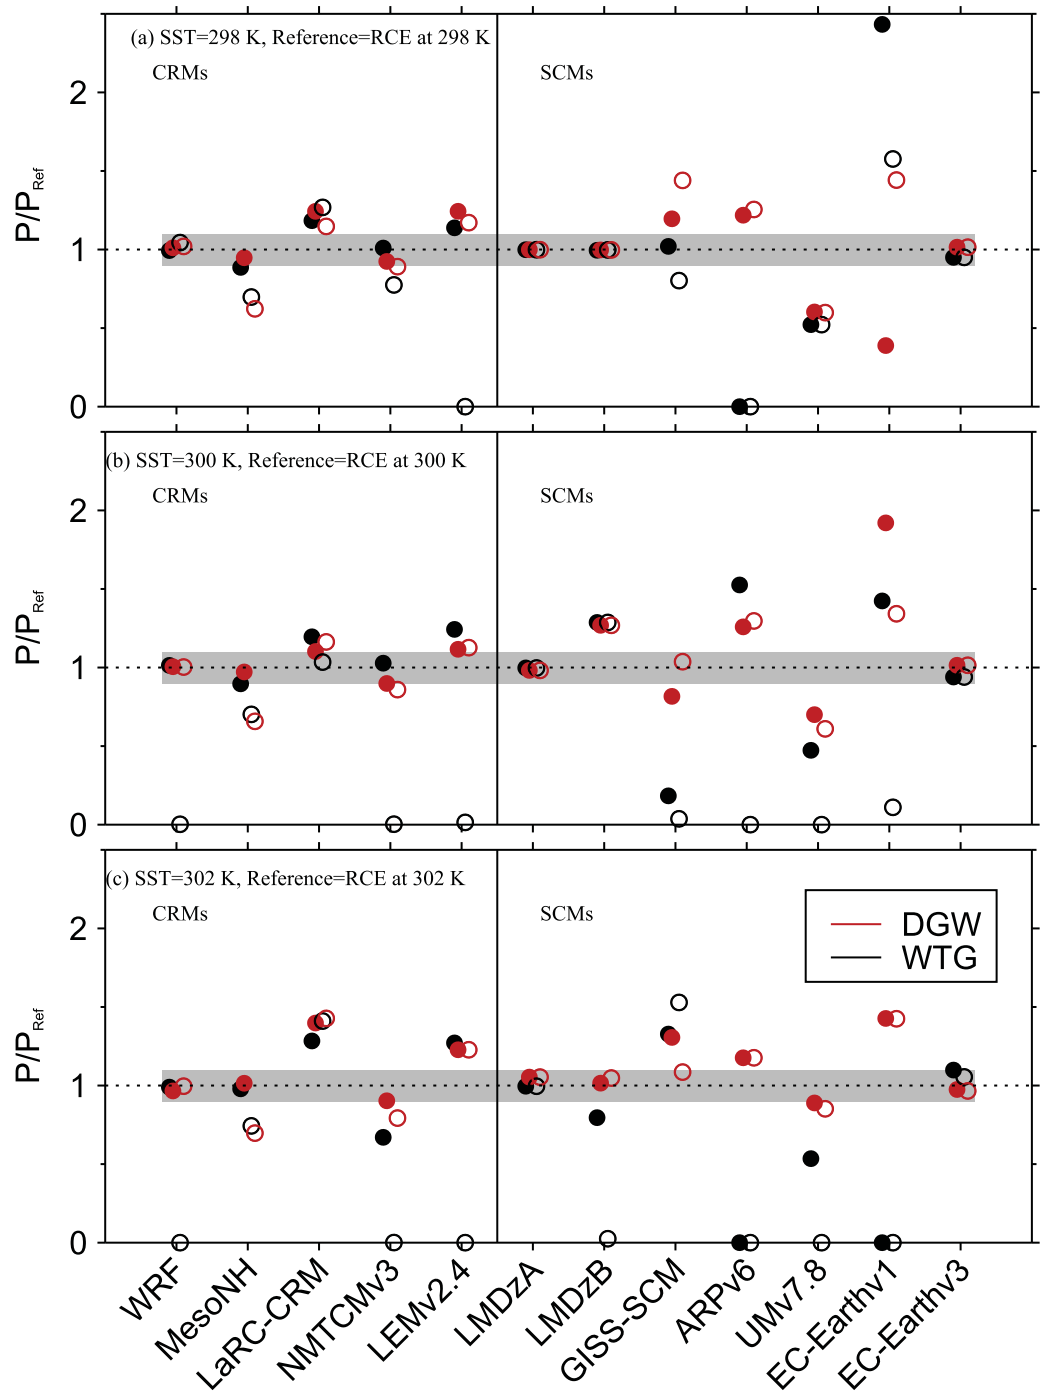 (a) SST=298 K, Reference=RCE at 298 K
CRMs
SCMs
2
1
0
P/PRef
(b) SST=300 K, Reference=RCE at 300 K
CRMs
SCMs
2
1
0
P/PRef
(c) SST=302 K, Reference=RCE at 302 K
CRMs
SCMs
DGW
WTG
2
1
0
P/PRef
WRF
MesoNH
LaRC-CRM
NMTCMv3
LEMv2.4
LMDzA
LMDzB
GISS-SCM
ARPv6
UMv7.8
EC-Earthv1
EC-Earthv3